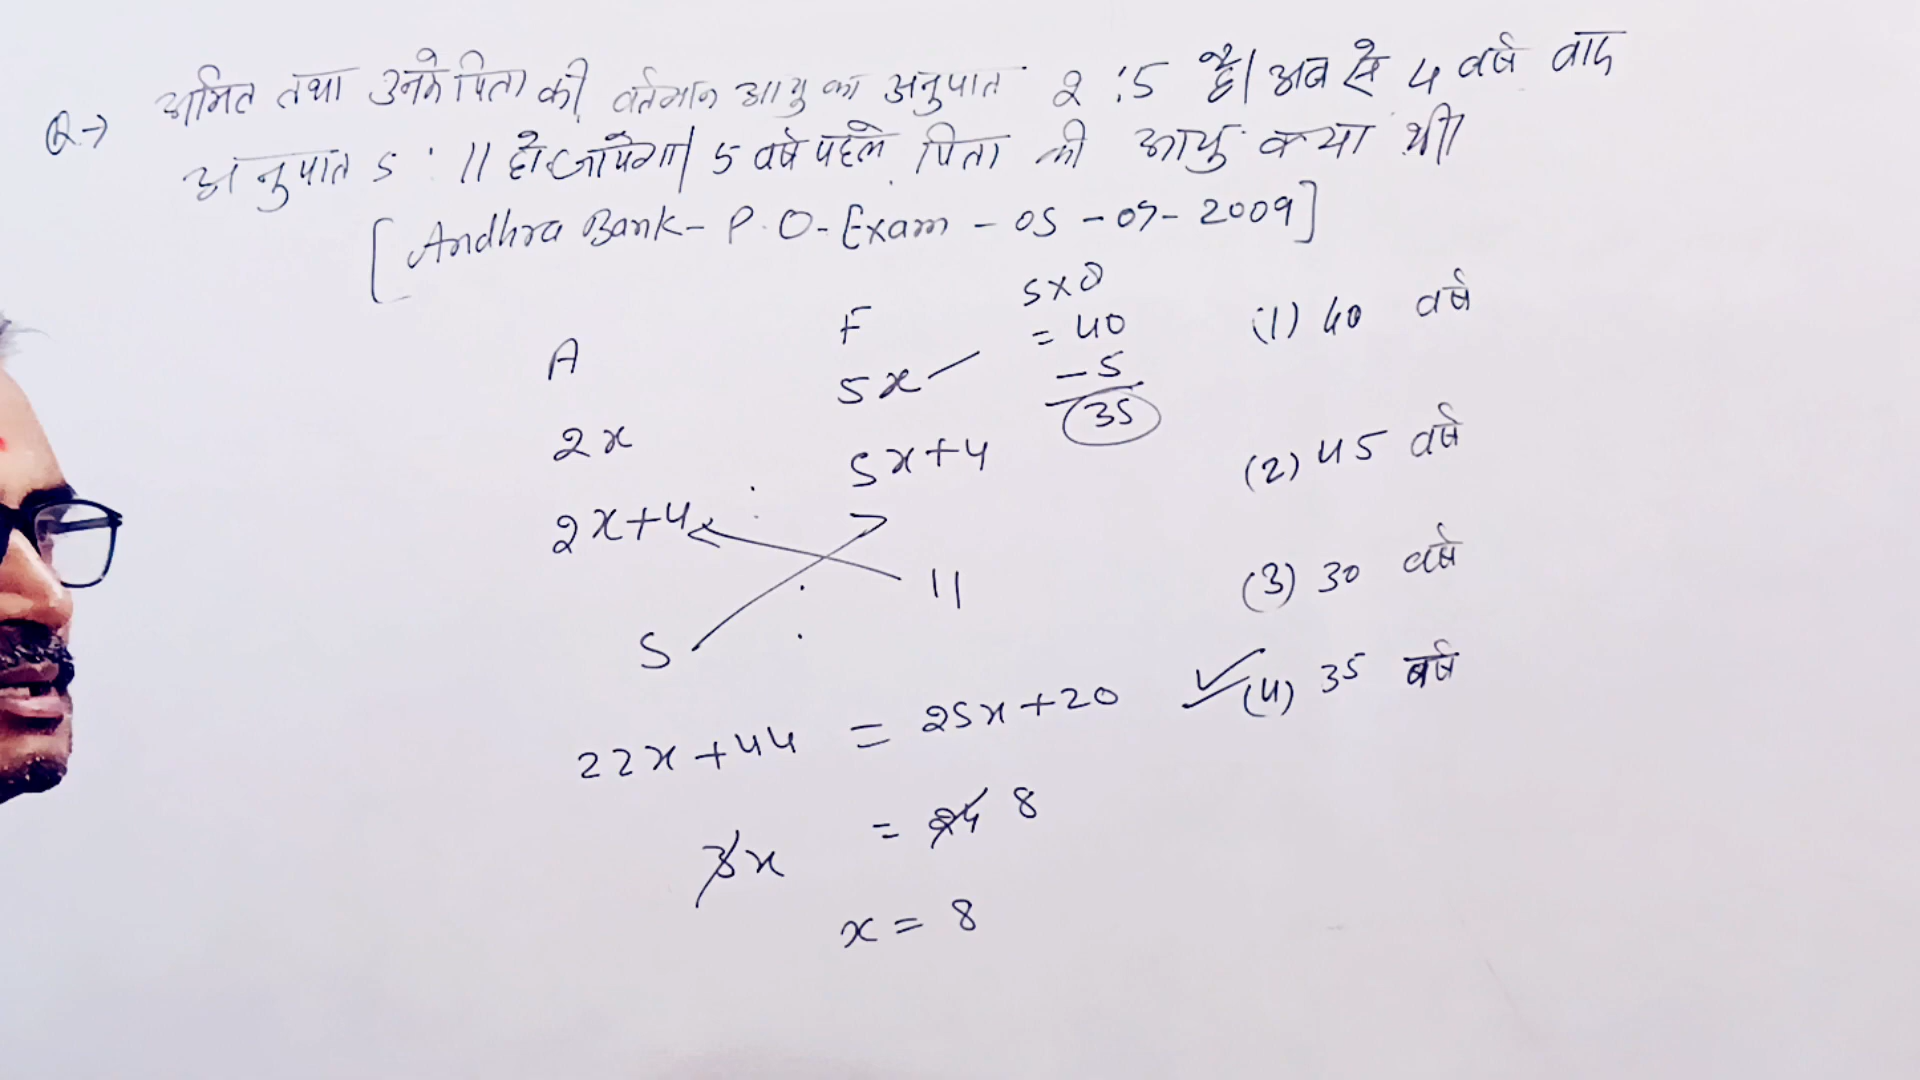 Q→ अमित तथा उनके पिता की वर्तमान आयु का अनुपात 2 : 5 है। अब से 4 वर्ष बाद
अनुपात 5 : 11 हो जायेगा। 5 वर्ष पहले पिता की आयु क्या थी।
[Andhra Bank - P.O - Exam - 05 - 07 - 2009]
A F 5x8
= 40
2x 5x - 5
35
2x+4 : 5x+4
5 : 11
22x + 44 = 25x + 20
3x = 24 8
x = 8
(1) 40 वर्ष
(2) 45 वर्ष
(3) 30 वर्ष
✓(4) 35 वर्ष